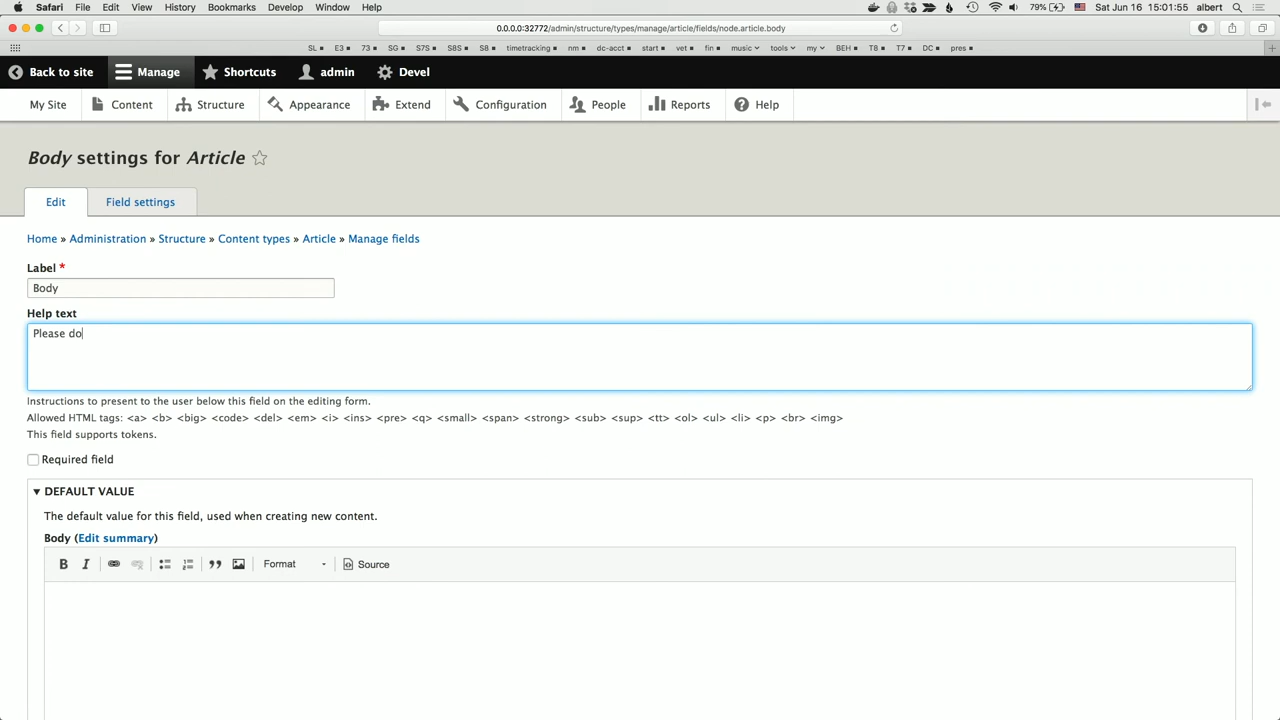 Safari File Edit View History Bookmarks Develop Window Help 79% Sat Jun 16 15:01:55 albert
0.0.0.0:32772/admin/structure/types/manage/article/fields/node.article.body
SL E3 73 SG S7S S8S S8 timetracking nm dc-acct start vet fin music tools my BEH T8 T7 DC pres
Back to site Manage Shortcuts admin Devel
My Site Content Structure Appearance Extend Configuration People Reports Help
Body settings for Article
Edit Field settings
Home » Administration » Structure » Content types » Article » Manage fields
Label *
Body
Help text
Please do
Instructions to present to the user below this field on the editing form.
Allowed HTML tags: <a> <b> <big> <code> <del> <em> <i> <ins> <pre> <q> <small> <span> <strong> <sub> <sup> <tt> <ol> <ul> <li> <p> <br> <img>
This field supports tokens.
Required field
▼ DEFAULT VALUE
The default value for this field, used when creating new content.
Body (Edit summary)
B I Format Source